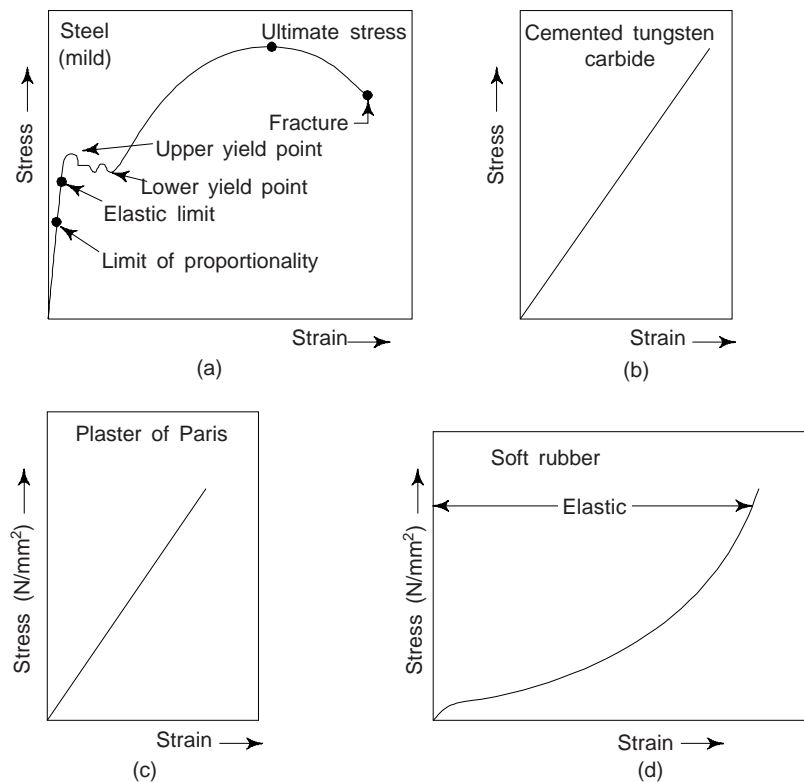 Steel
(mild)
Ultimate stress
Fracture
Upper yield point
Lower yield point
Elastic limit
Limit of proportionality
Stress
Strain
(a)
Cemented tungsten
carbide
Stress
Strain
(b)
Plaster of Paris
Stress (N/mm²)
Strain
(c)
Soft rubber
Elastic
Stress (N/mm²)
Strain
(d)